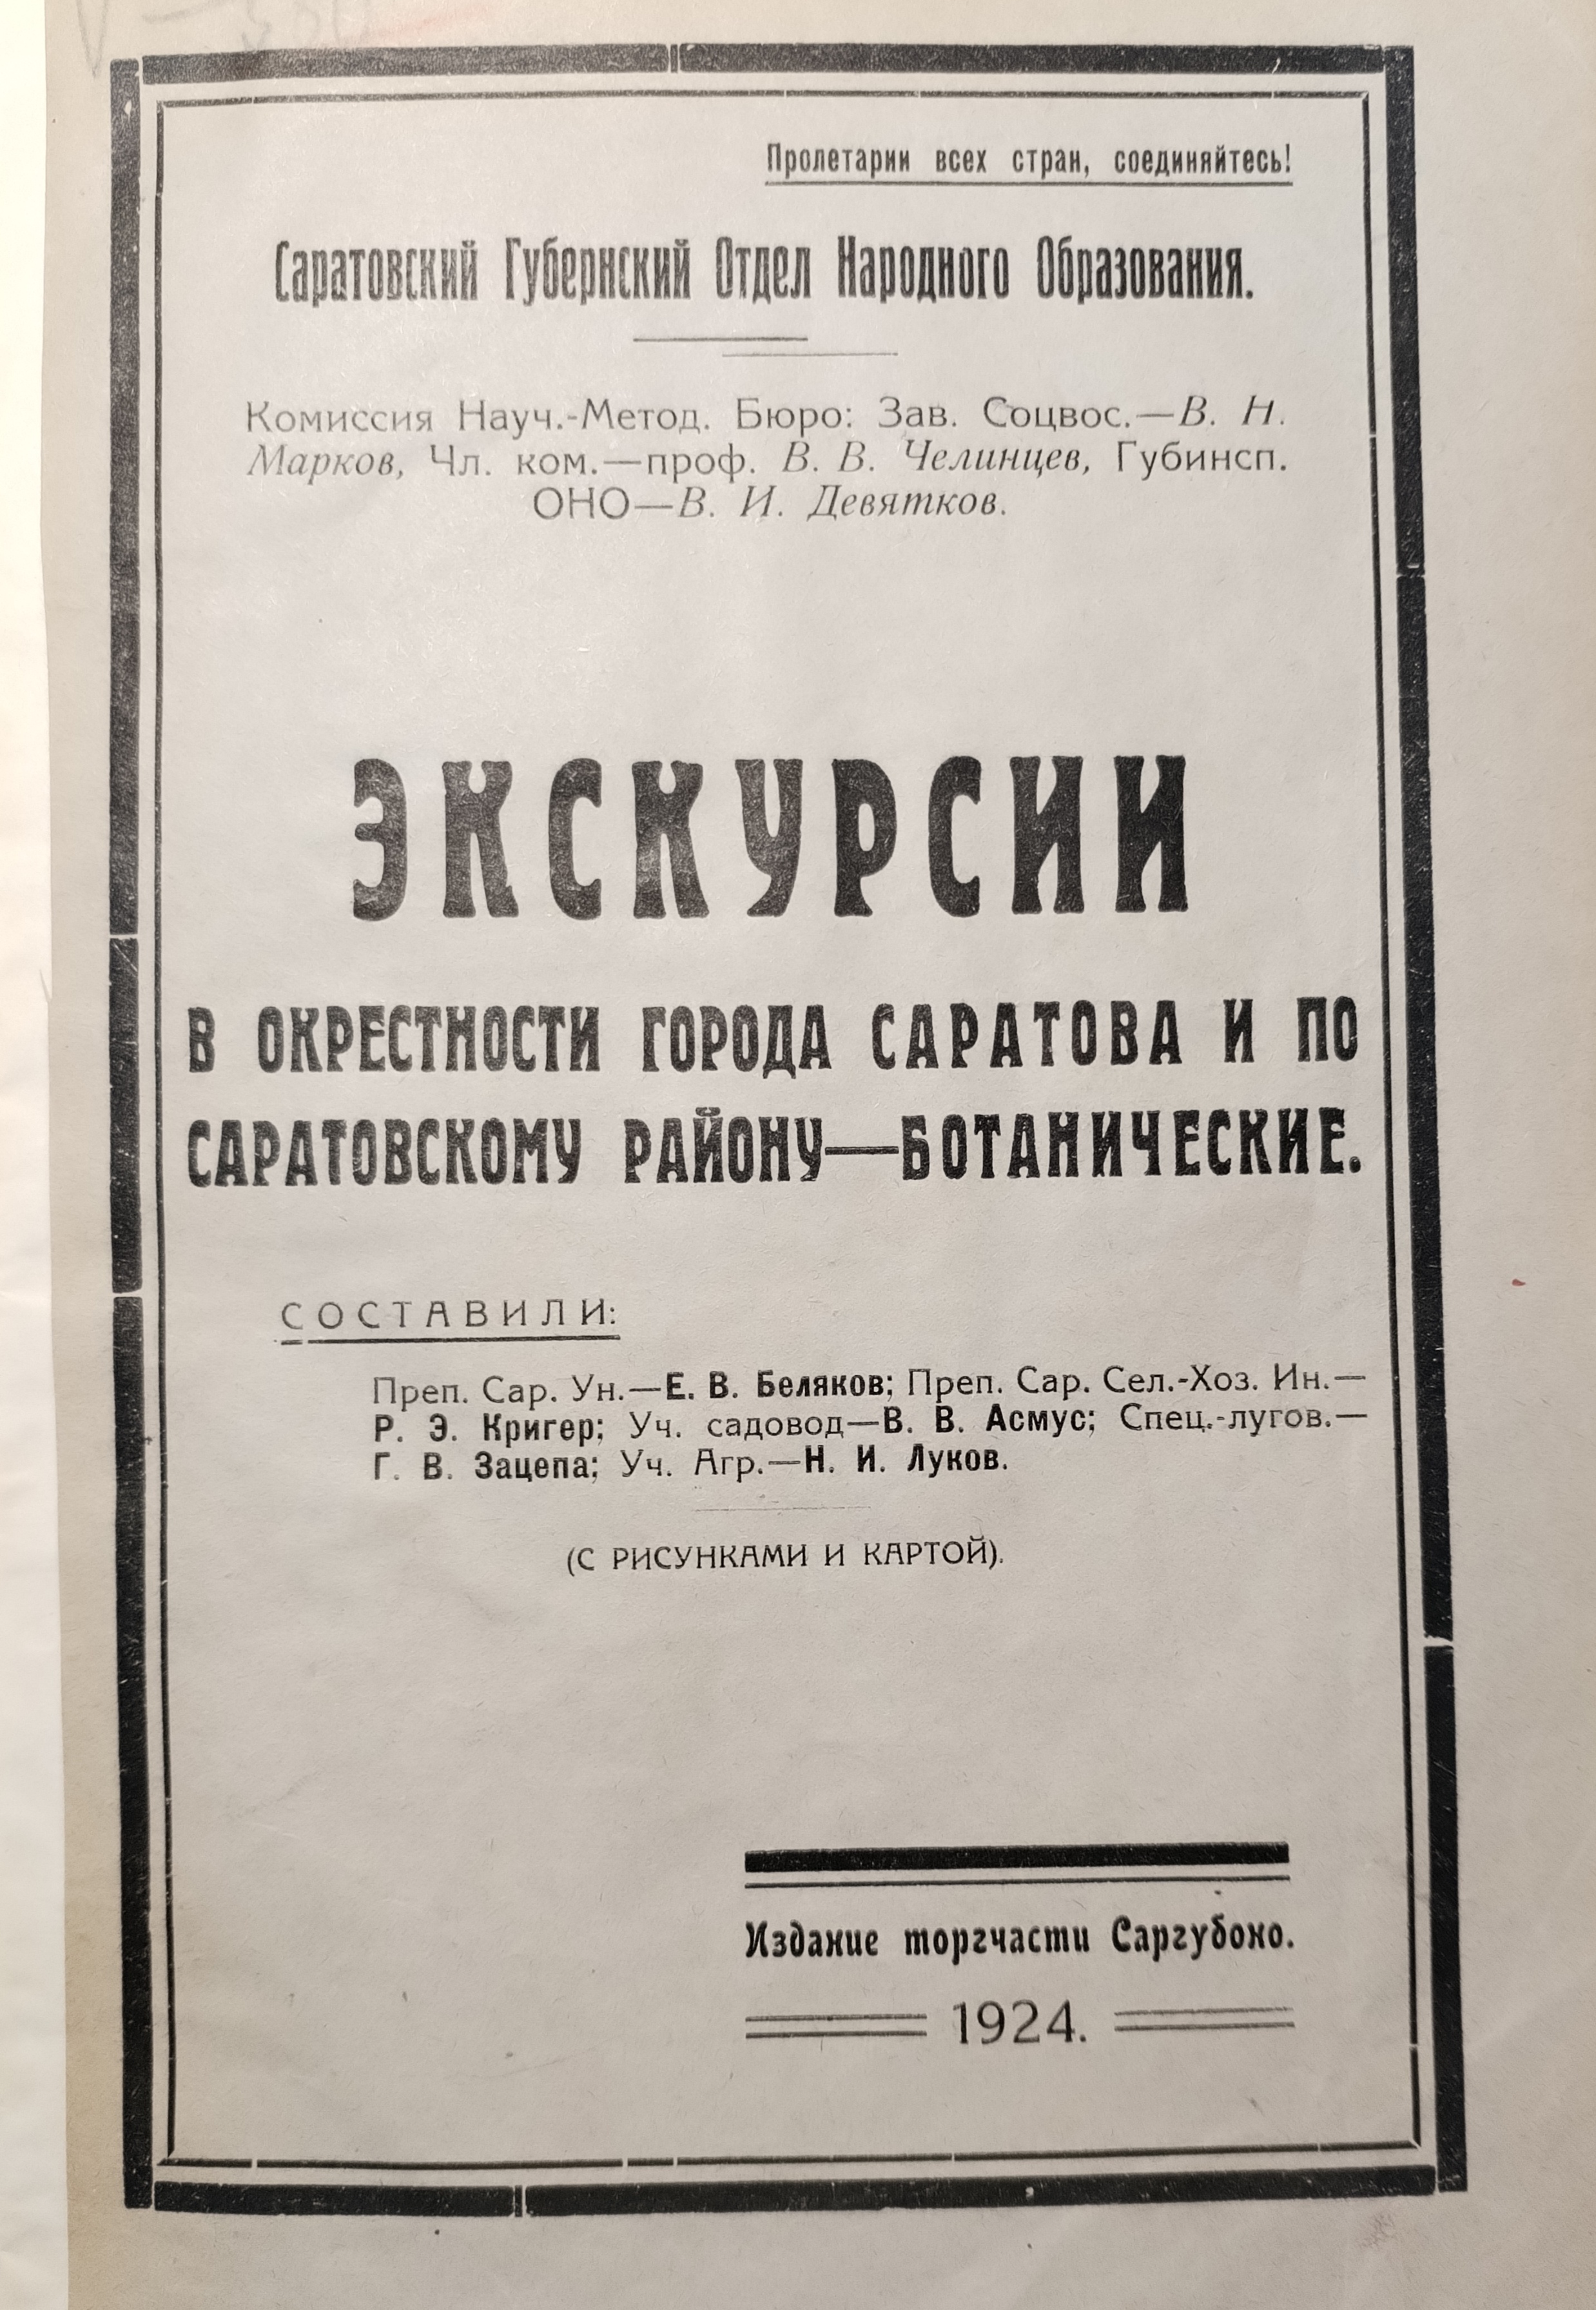 Пролетарии всех стран, соединяйтесь!
Саратовский Губернский Отдел Народного Образования.
Комиссия Науч.-Метод. Бюро: Зав. Соцвос.—В. Н.
Марков, Чл. ком.—проф. В. В. Челинцев, Губинсп.
ОНО—В. И. Девятков.
ЭКСКУРСИИ
В ОКРЕСТНОСТИ ГОРОДА САРАТОВА И ПО
САРАТОВСКОМУ РАЙОНУ—БОТАНИЧЕСКИЕ.
СОСТАВИЛИ:
Преп. Сар. Ун.—Е. В. Беляков; Преп. Сар. Сел.-Хоз. Ин.—
Р. Э. Кригер; Уч. садовод—В. В. Асмус; Спец.-лугов.—
Г. В. Зацепа; Уч. Агр.—Н. И. Луков.
(С РИСУНКАМИ И КАРТОЙ).
Издание торгчасти Саргубоно.
1924.